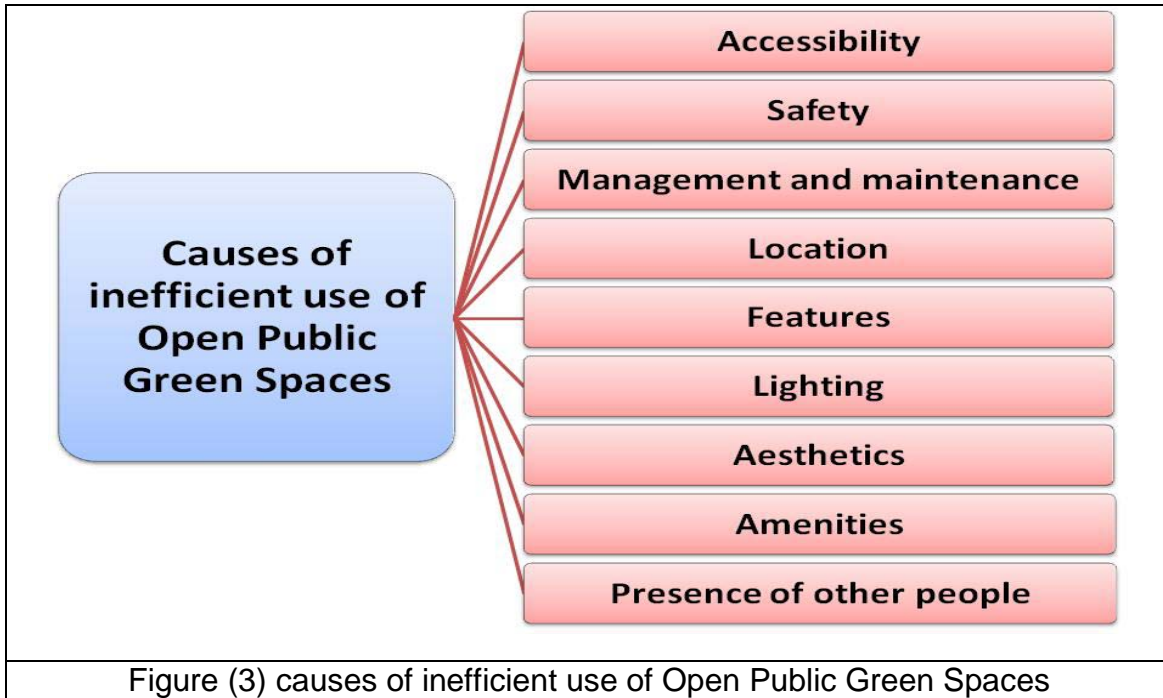 Causes of
inefficient use of
Open Public
Green Spaces
Accessibility
Safety
Management and maintenance
Location
Features
Lighting
Aesthetics
Amenities
Presence of other people
Figure (3) causes of inefficient use of Open Public Green Spaces